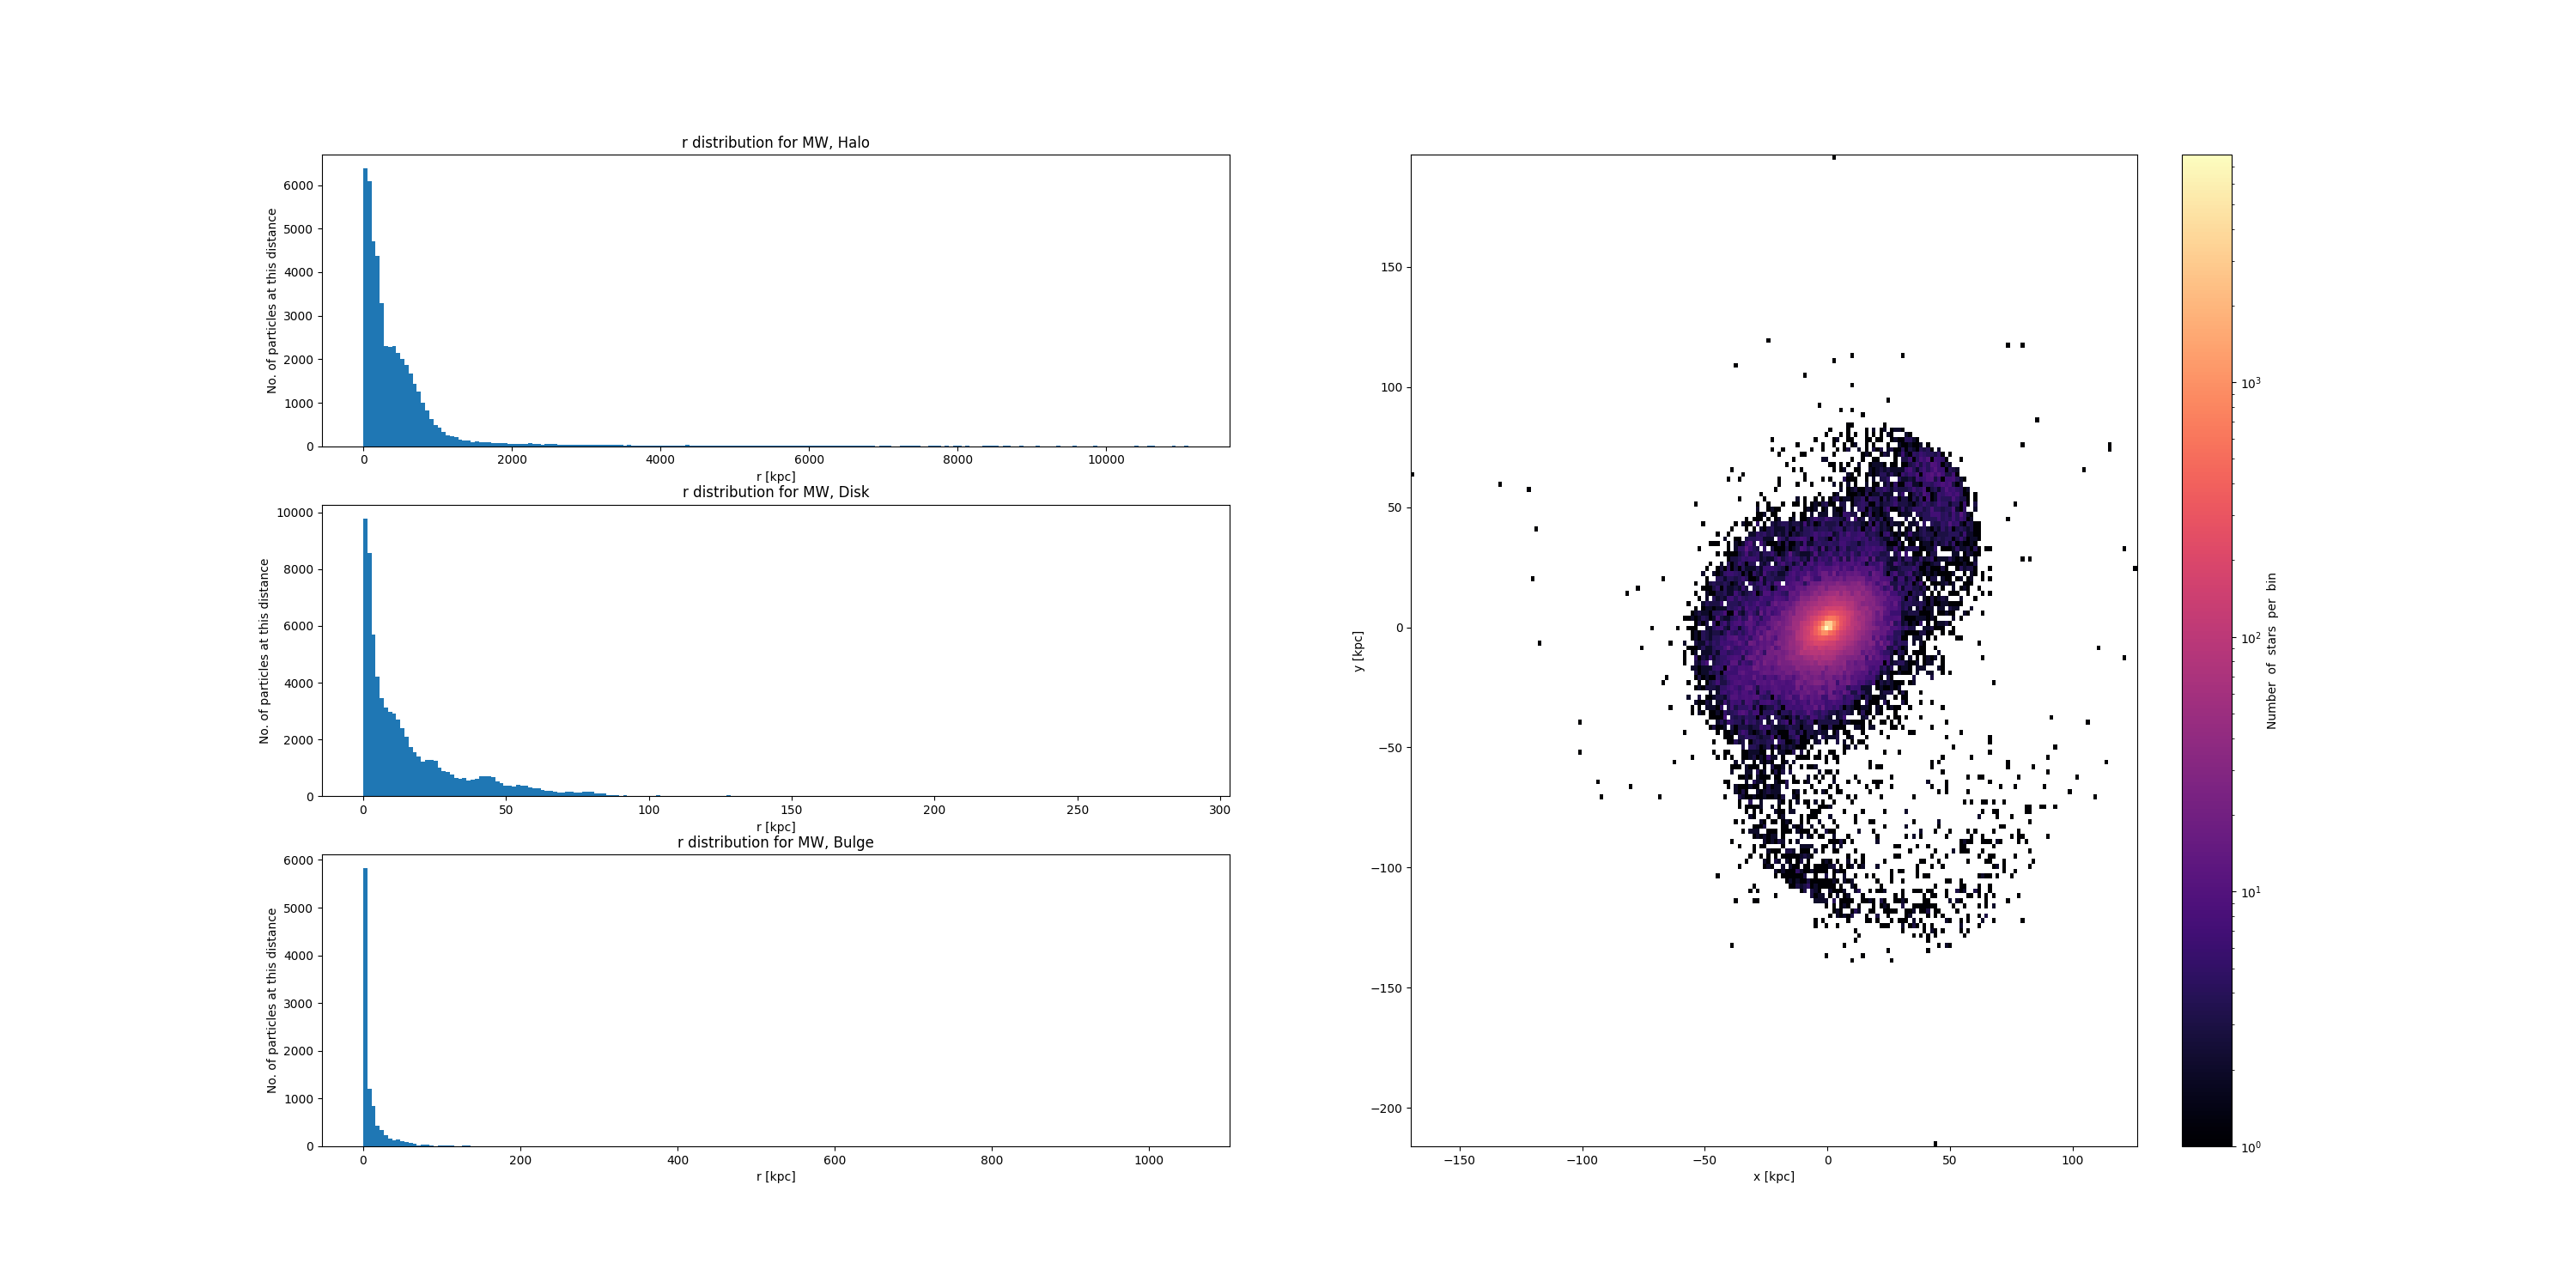 r distribution for MW, Halo
No. of particles at this distance
6000
5000
4000
3000
2000
1000
0
0 2000 4000 6000 8000 10000
r [kpc]
r distribution for MW, Disk
No. of particles at this distance
10000
8000
6000
4000
2000
0
0 50 100 150 200 250 300
r [kpc]
r distribution for MW, Bulge
No. of particles at this distance
6000
5000
4000
3000
2000
1000
0
0 200 400 600 800 1000
r [kpc]
y [kpc]
150
100
50
0
−50
−100
−150
−200
−150 −100 −50 0 50 100
x [kpc]
10³
10²
10¹
10⁰
Number of stars per bin